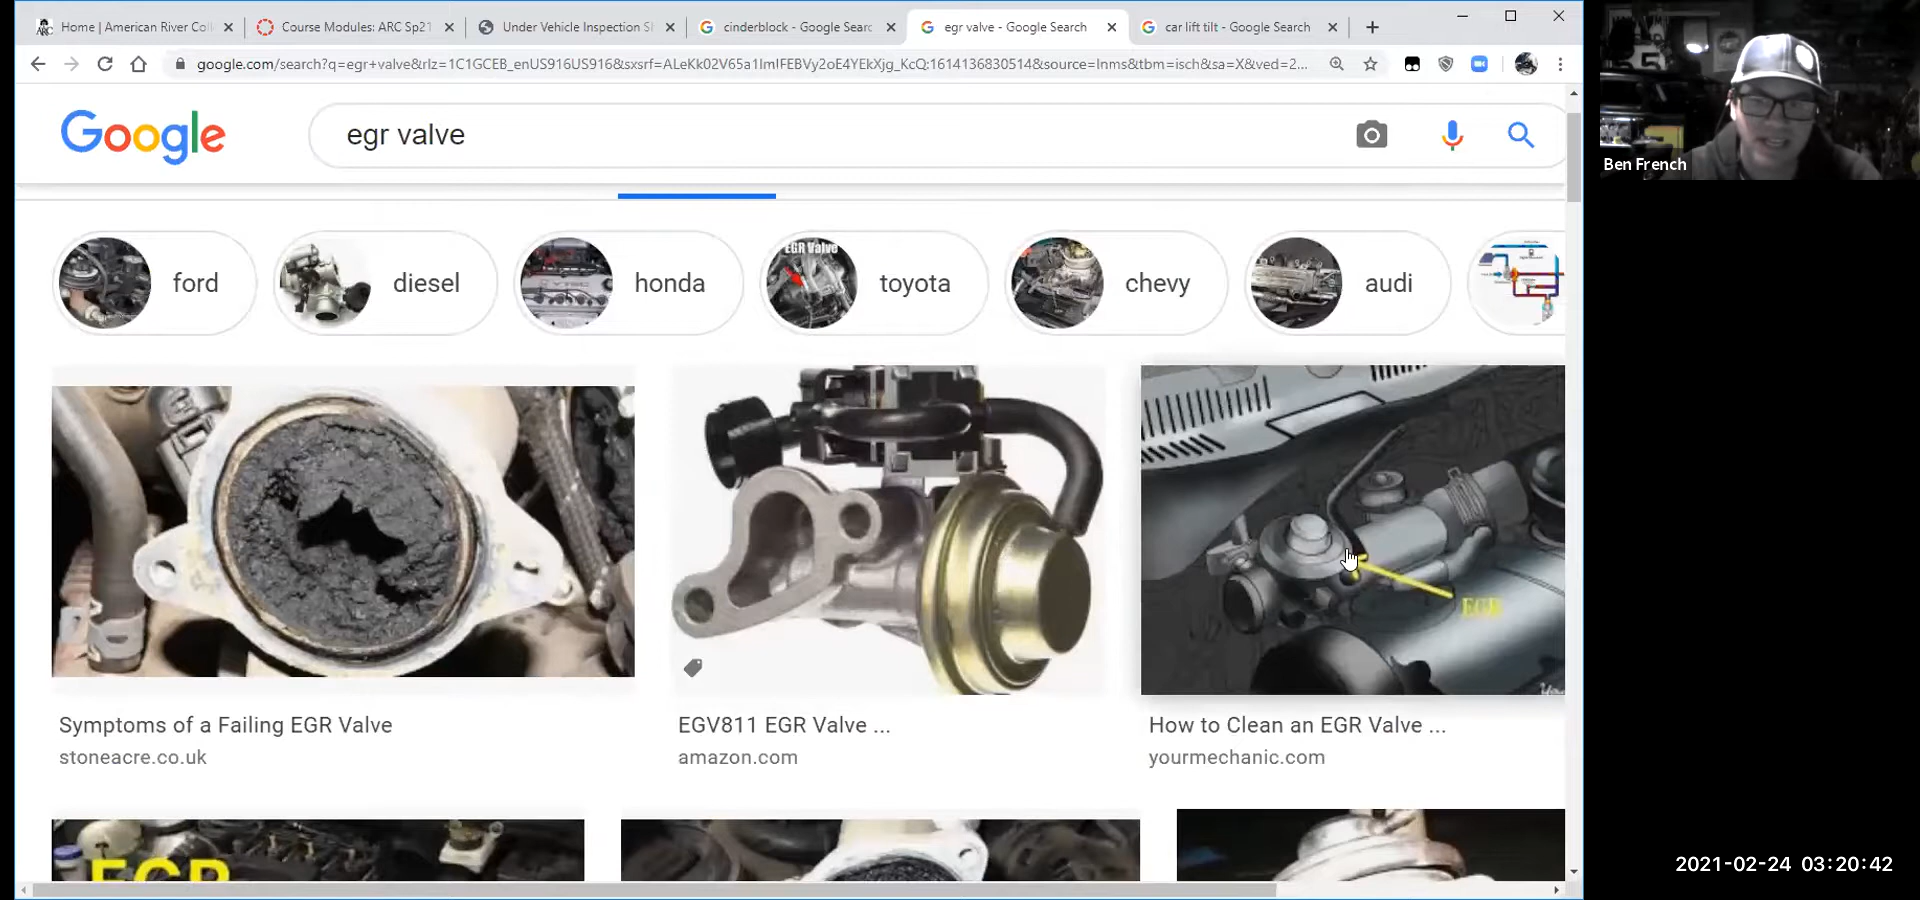 Home | American River Coll
Course Modules: ARC Sp21
Under Vehicle Inspection S
cinderblock - Google Searc
egr valve - Google Search
car lift tilt - Google Search
google.com/search?q=egr+valve&rlz=1C1GCEB_enUS916US916&sxsrf=ALeKk02V65a1ImIFEBVy2oE4YEkXjg_KcQ:1614136830514&source=lnms&tbm=isch&sa=X&ved=2...
Google
egr valve
ford
diesel
honda
EGR Valve
toyota
chevy
audi
EGR
Symptoms of a Failing EGR Valve
stoneacre.co.uk
EGV811 EGR Valve ...
amazon.com
How to Clean an EGR Valve ...
yourmechanic.com
EGR
Ben French
2021-02-24 03:20:42